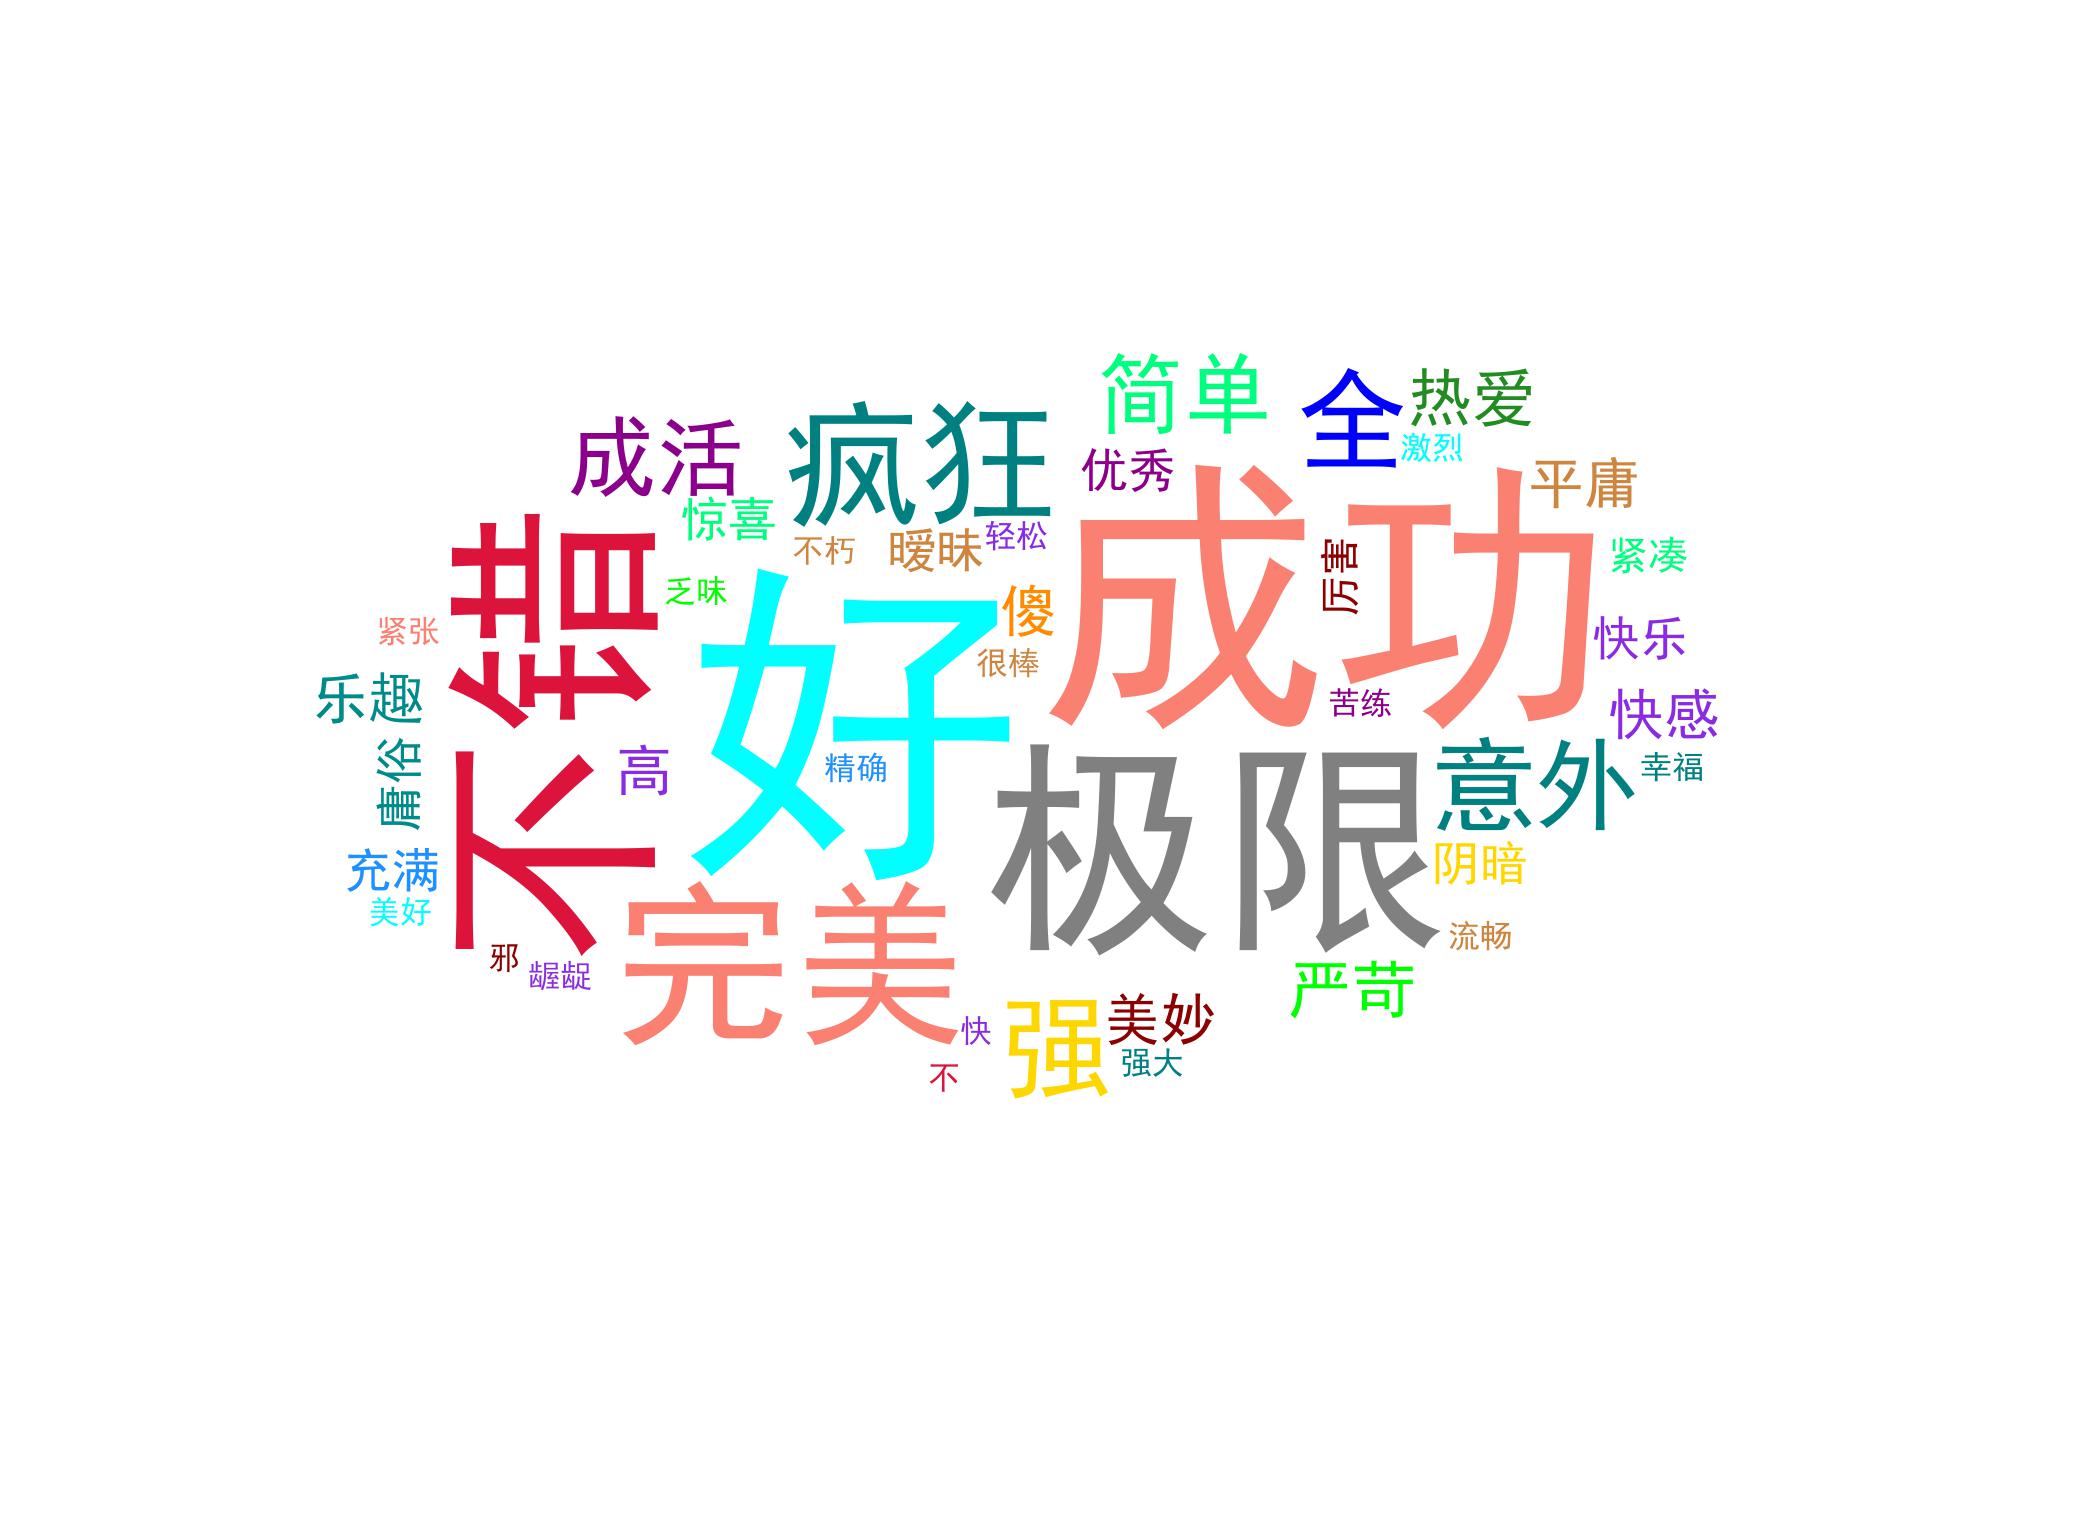 简单
全
热爱
疯狂
成活
激烈
优秀
平庸
惊喜
不朽
暧昧
轻松
成功
厉害
紧凑
不错
乏味
好
傻
很棒
紧张
快乐
乐趣
苦练
快感
庸俗
高
精确
极限
意外
幸福
充满
阴暗
美好
流畅
邪
龌龊
完美
严苛
快
强
美妙
不
强大